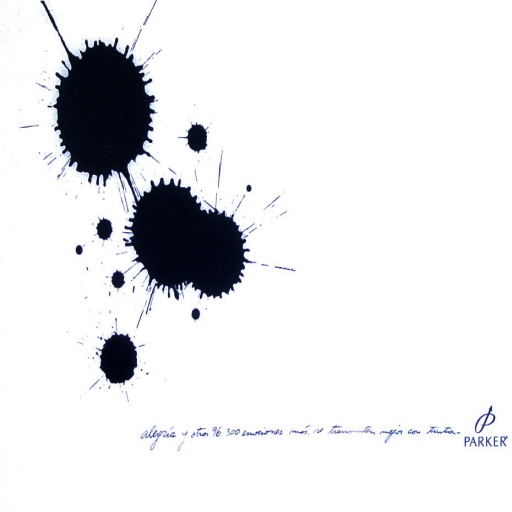 alegría y otras 96 300 emociones más, se transmiten mejor con tinta.
PARKER